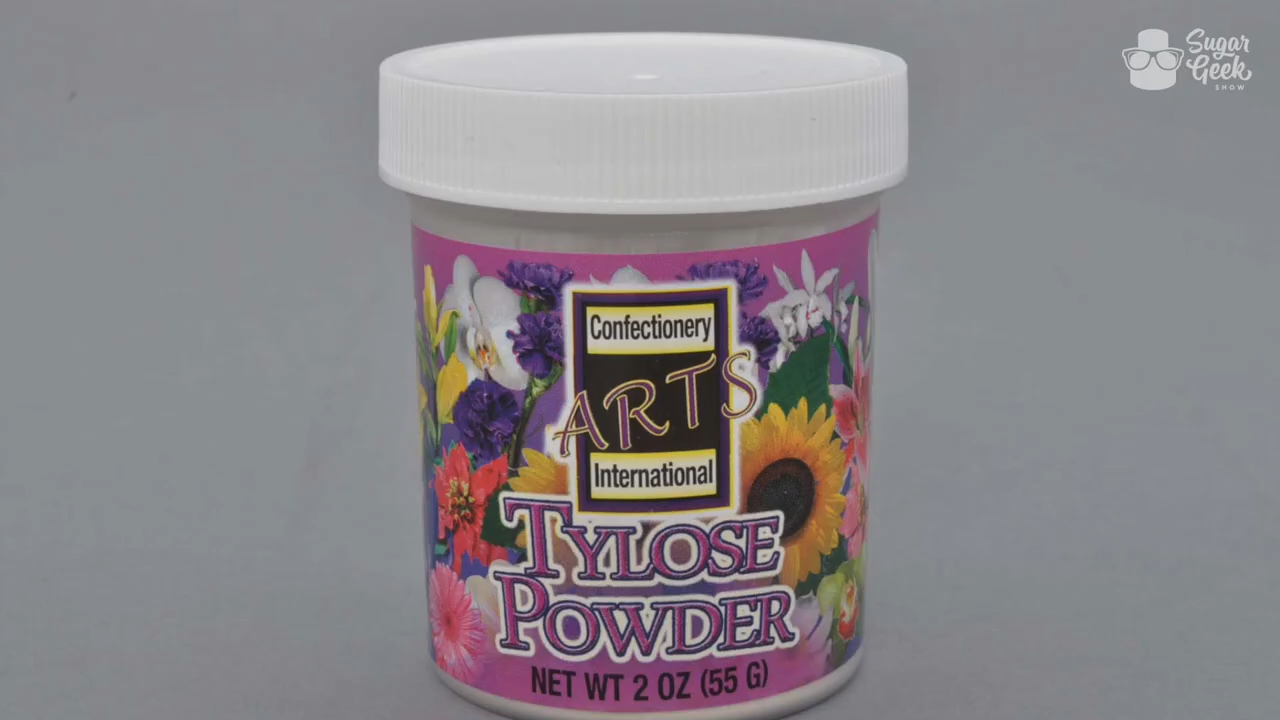 Sugar
Geek
SHOW
Confectionery
ARTS
International
TYLOSE
POWDER
NET WT 2 OZ (55 G)